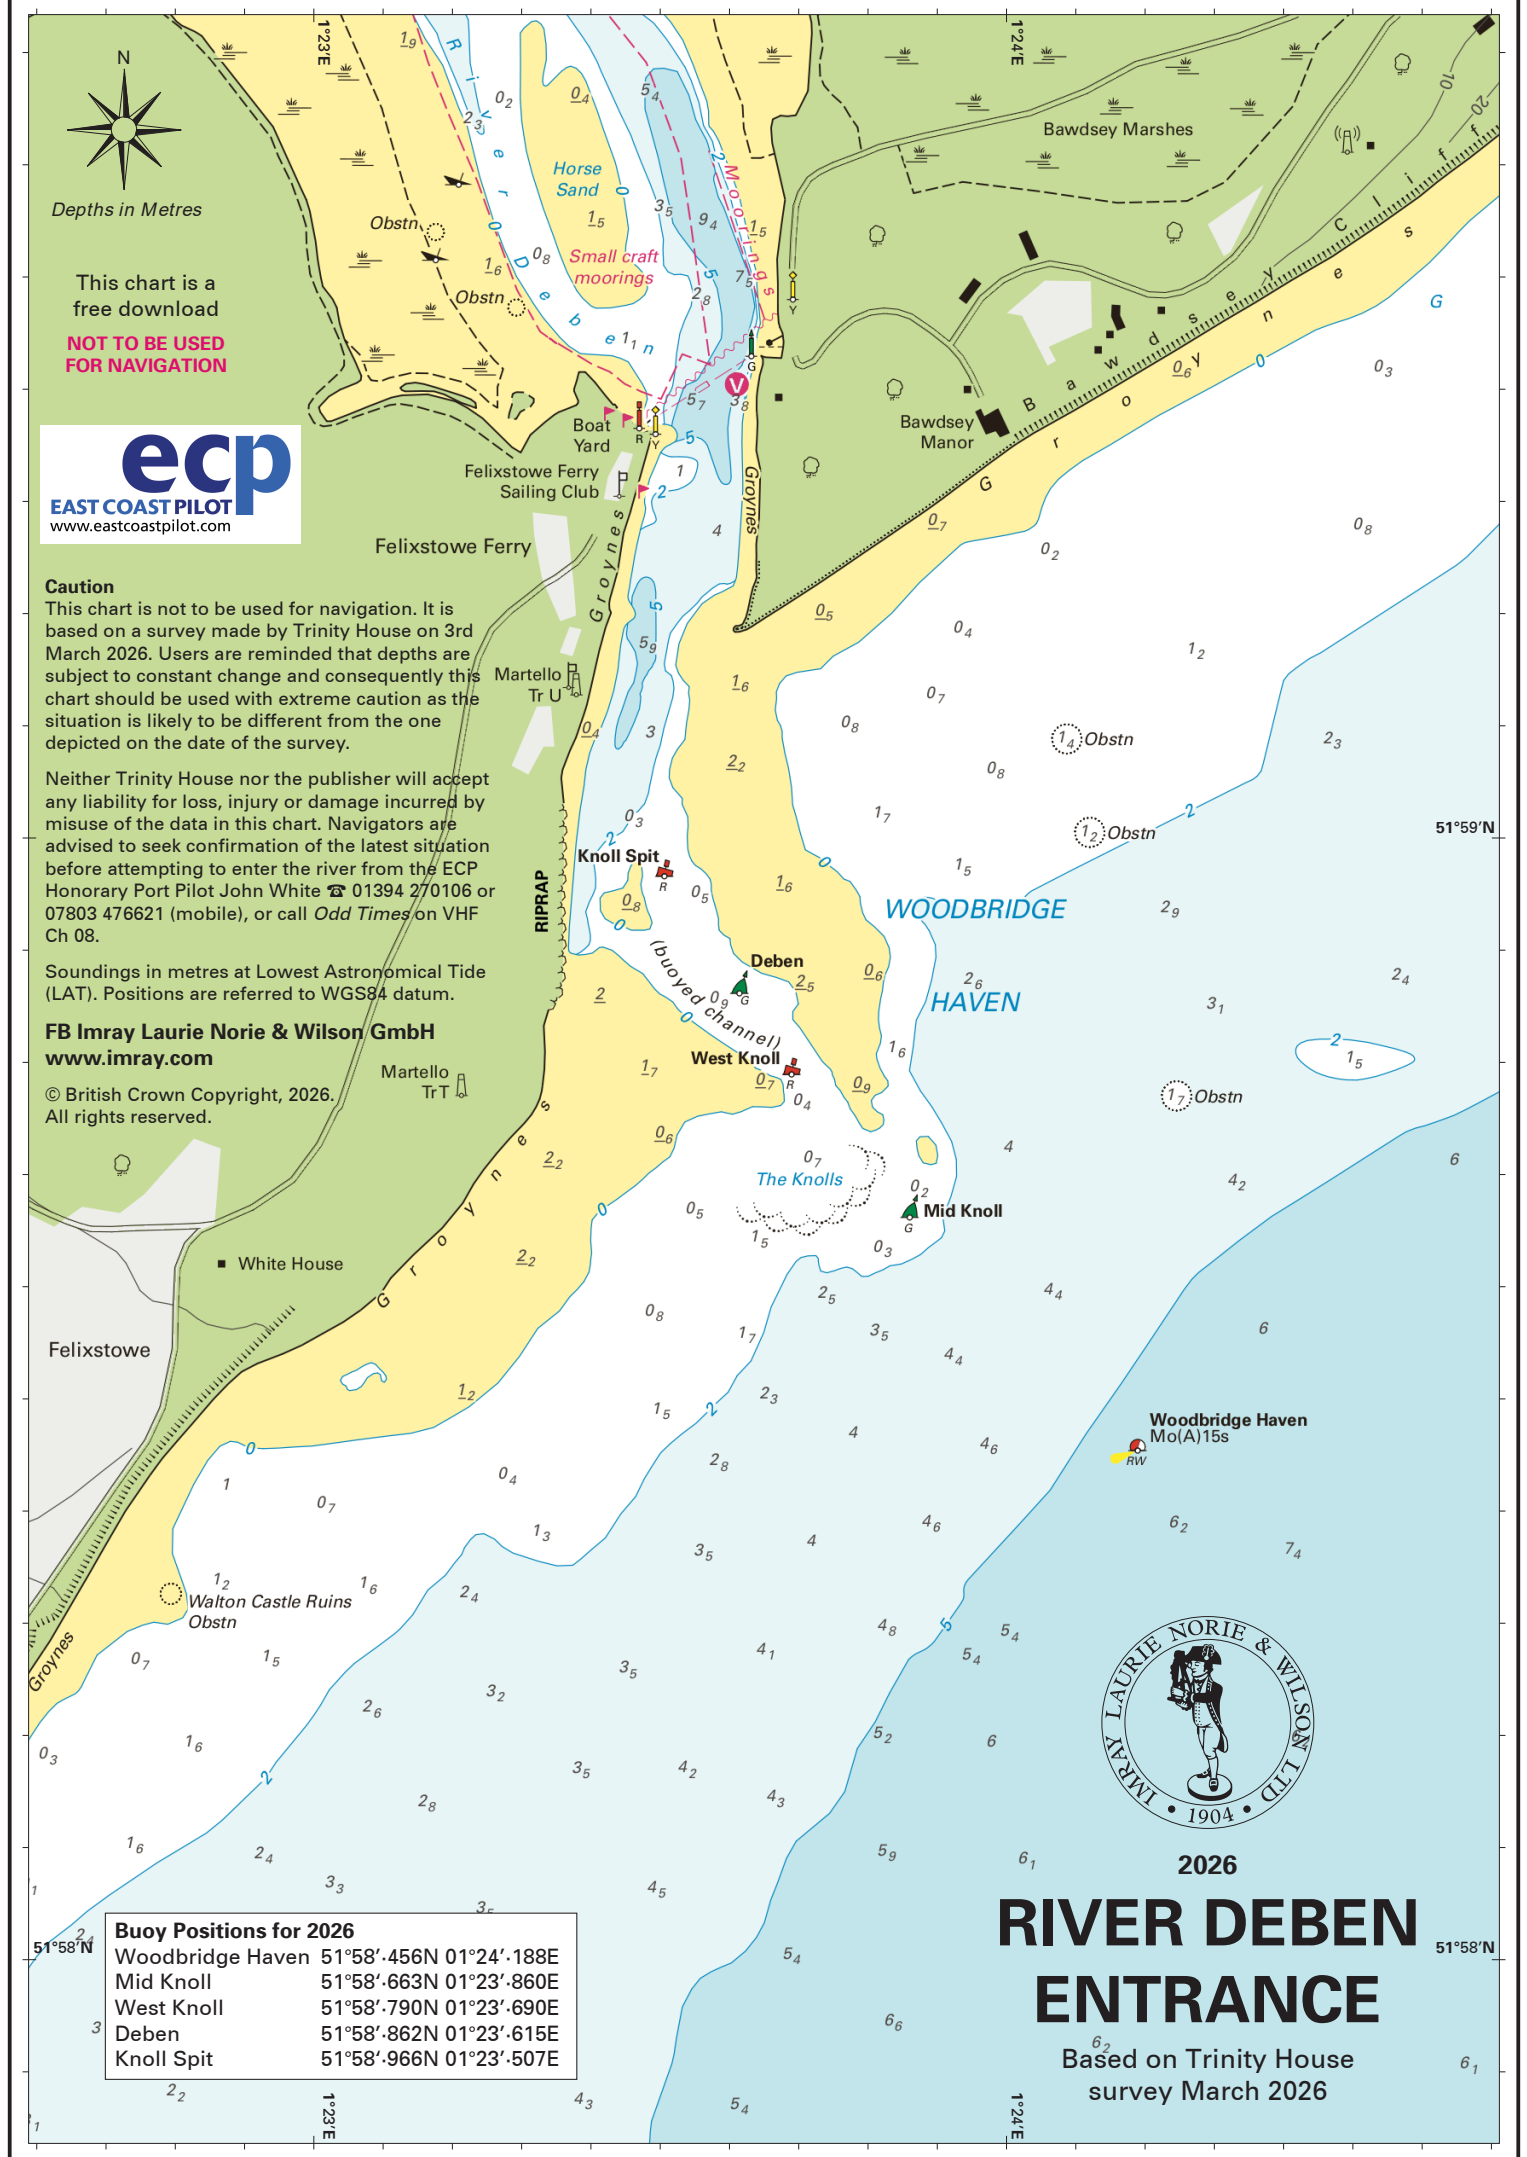 1°23'E
1°24'E
N
Depths in Metres
This chart is a
free download
NOT TO BE USED
FOR NAVIGATION
ecp
EAST COAST PILOT
www.eastcoastpilot.com
Caution
This chart is not to be used for navigation. It is
based on a survey made by Trinity House on 3rd
March 2026. Users are reminded that depths are
subject to constant change and consequently this
chart should be used with extreme caution as the
situation is likely to be different from the one
depicted on the date of the survey.
Neither Trinity House nor the publisher will accept
any liability for loss, injury or damage incurred by
misuse of the data in this chart. Navigators are
advised to seek confirmation of the latest situation
before attempting to enter the river from the ECP
Honorary Port Pilot John White ☎ 01394 270106 or
07803 476621 (mobile), or call Odd Times on VHF
Ch 08.
Soundings in metres at Lowest Astronomical Tide
(LAT). Positions are referred to WGS84 datum.
FB Imray Laurie Norie & Wilson GmbH
www.imray.com
© British Crown Copyright, 2026.
All rights reserved.
River Deben
Horse
Sand
Small craft
moorings
Moorings
Obstn
Obstn
Bawdsey Marshes
Bawdsey Cliffs
Groynes
G
Bawdsey
Manor
Y
G
V
R
Y
Boat
Yard
Felixstowe Ferry
Sailing Club
Felixstowe Ferry
Groynes
Groynes
Martello
Tr U
RIPRAP
Knoll Spit
R
(buoyed channel)
Deben
G
West Knoll
R
WOODBRIDGE
HAVEN
51°59'N
Obstn
Obstn
Obstn
The Knolls
Mid Knoll
G
Martello
Tr T
Groynes
White House
Felixstowe
Walton Castle Ruins
Obstn
Groynes
Woodbridge Haven
Mo(A)15s
RW
IMRAY LAURIE NORIE & WILSON LTD
• 1904 •
2026
RIVER DEBEN
ENTRANCE
Based on Trinity House
survey March 2026
51°58'N
51°58'N
Buoy Positions for 2026
Woodbridge Haven 51°58'·456N 01°24'·188E
Mid Knoll 51°58'·663N 01°23'·860E
West Knoll 51°58'·790N 01°23'·690E
Deben 51°58'·862N 01°23'·615E
Knoll Spit 51°58'·966N 01°23'·507E
1°23'E
1°24'E